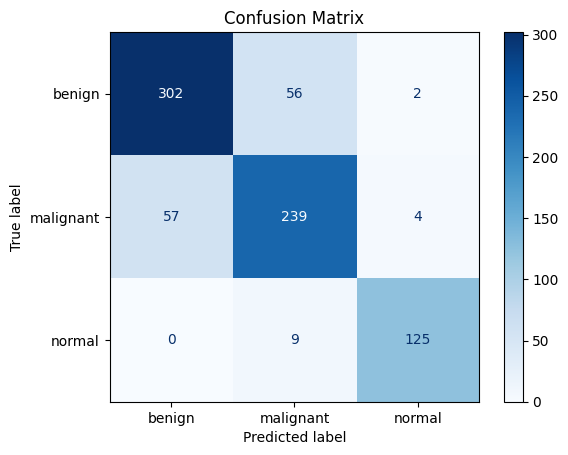 Confusion Matrix
True label
benign
302
56
2
malignant
57
239
4
normal
0
9
125
benign
malignant
normal
Predicted label
300
250
200
150
100
50
0